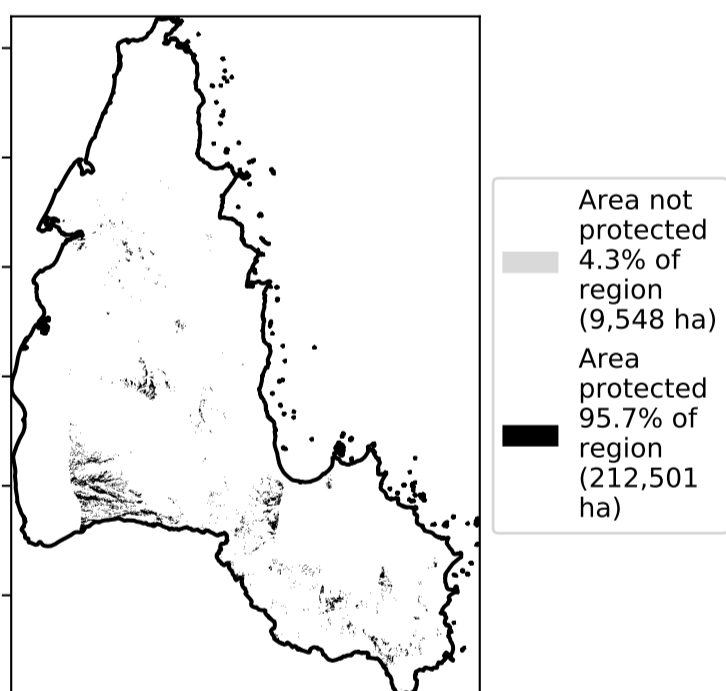 Area not
protected
4.3% of
region
(9,548 ha)
Area
protected
95.7% of
region
(212,501
ha)